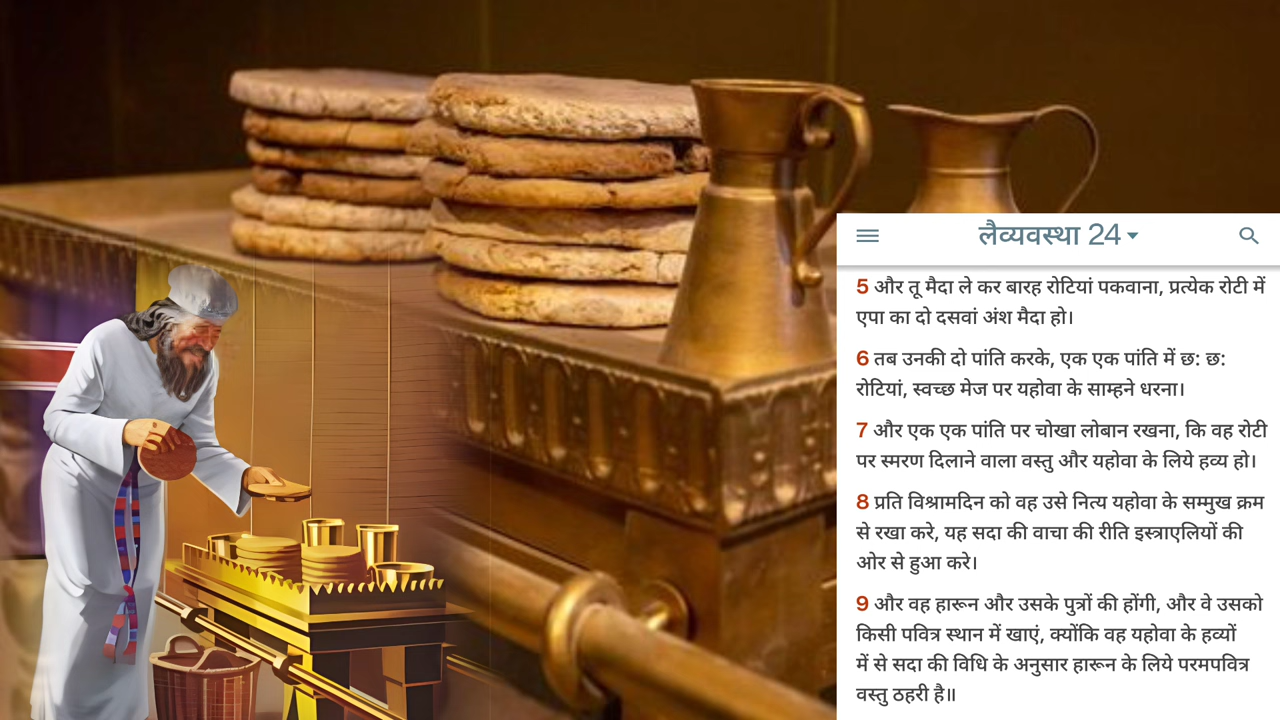 लैव्यवस्था 24
5 और तू मैदा ले कर बारह रोटियां पकवाना, प्रत्येक रोटी में
एपा का दो दसवां अंश मैदा हो।
6 तब उनकी दो पांति करके, एक एक पांति में छ: छ:
रोटियां, स्वच्छ मेज पर यहोवा के साम्हने धरना।
7 और एक एक पांति पर चोखा लोबान रखना, कि वह रोटी
पर स्मरण दिलाने वाला वस्तु और यहोवा के लिये हव्य हो।
8 प्रति विश्रामदिन को वह उसे नित्य यहोवा के सम्मुख क्रम
से रखा करे, यह सदा की वाचा की रीति इस्त्राएलियों की
ओर से हुआ करे।
9 और वह हारून और उसके पुत्रों की होंगी, और वे उसको
किसी पवित्र स्थान में खाएं, क्योंकि वह यहोवा के हव्यों
में से सदा की विधि के अनुसार हारून के लिये परमपवित्र
वस्तु ठहरी है॥